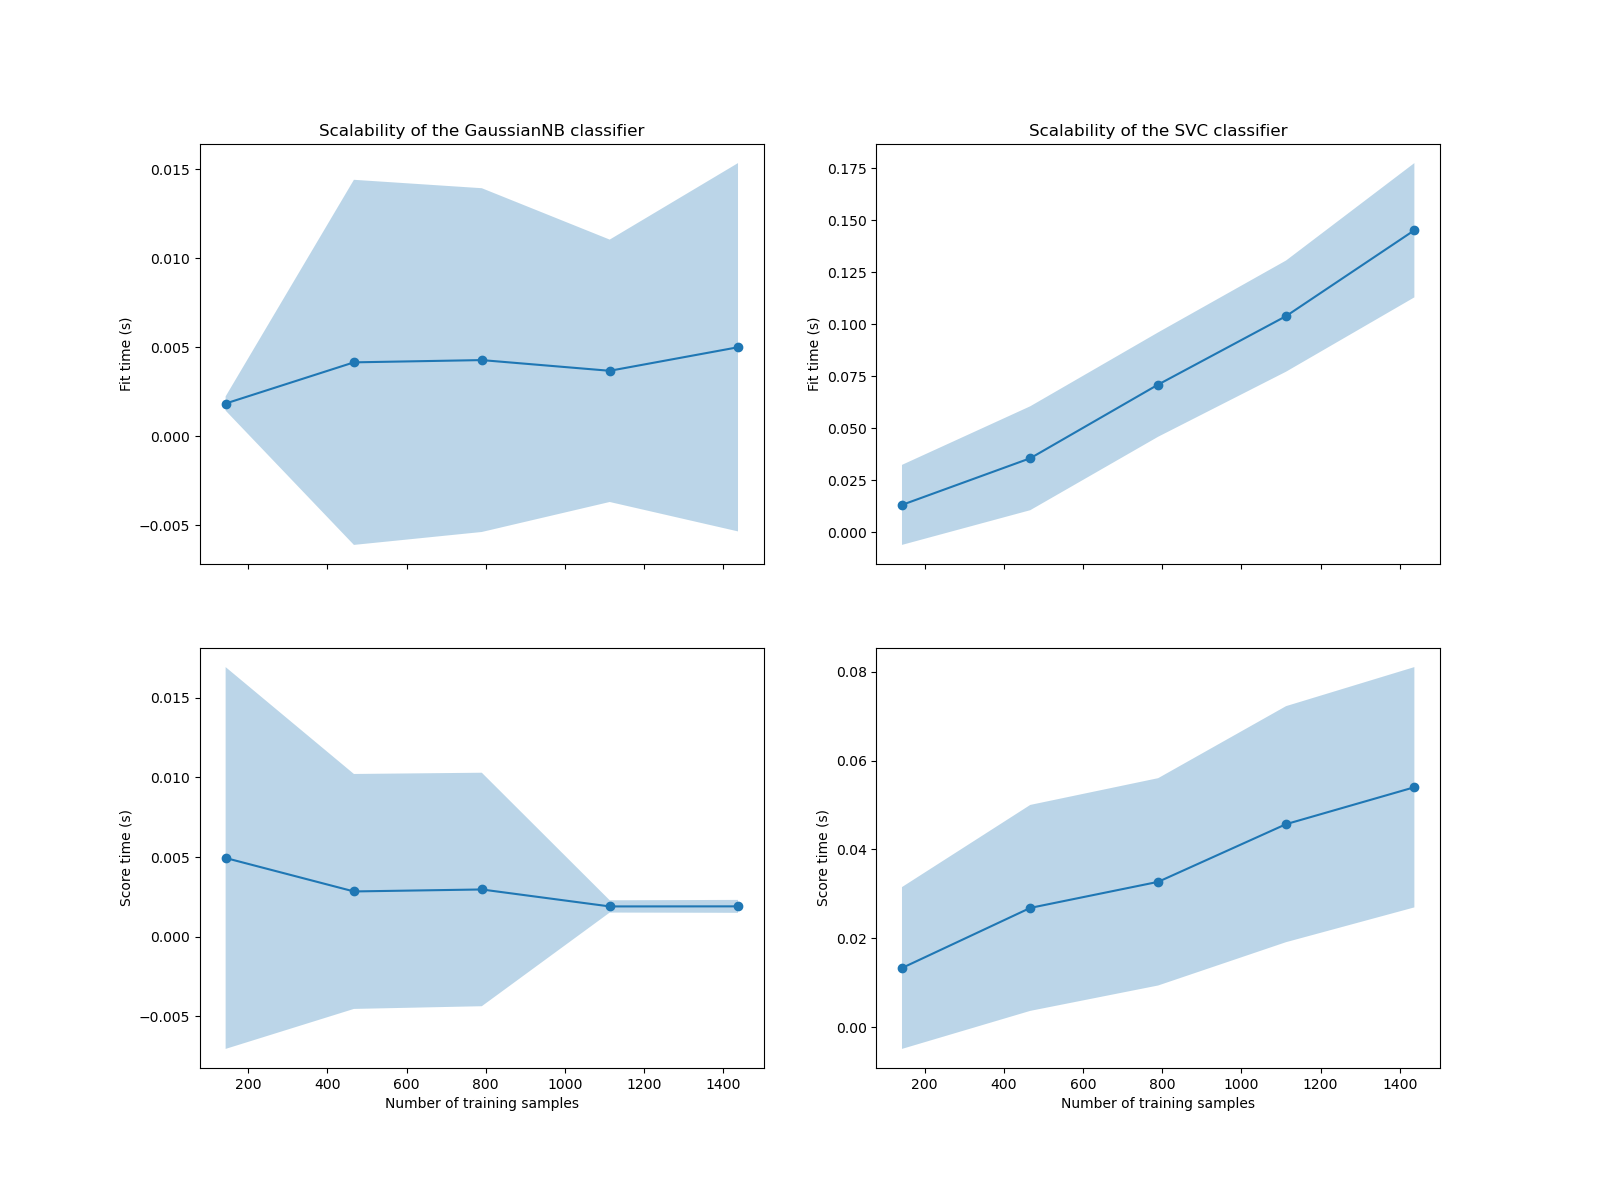 Scalability of the GaussianNB classifier
0.015
0.010
0.005
0.000
−0.005
Fit time (s)
Scalability of the SVC classifier
0.175
0.150
0.125
0.100
0.075
0.050
0.025
0.000
Fit time (s)
0.015
0.010
0.005
0.000
−0.005
Score time (s)
200 400 600 800 1000 1200 1400
Number of training samples
0.08
0.06
0.04
0.02
0.00
Score time (s)
200 400 600 800 1000 1200 1400
Number of training samples